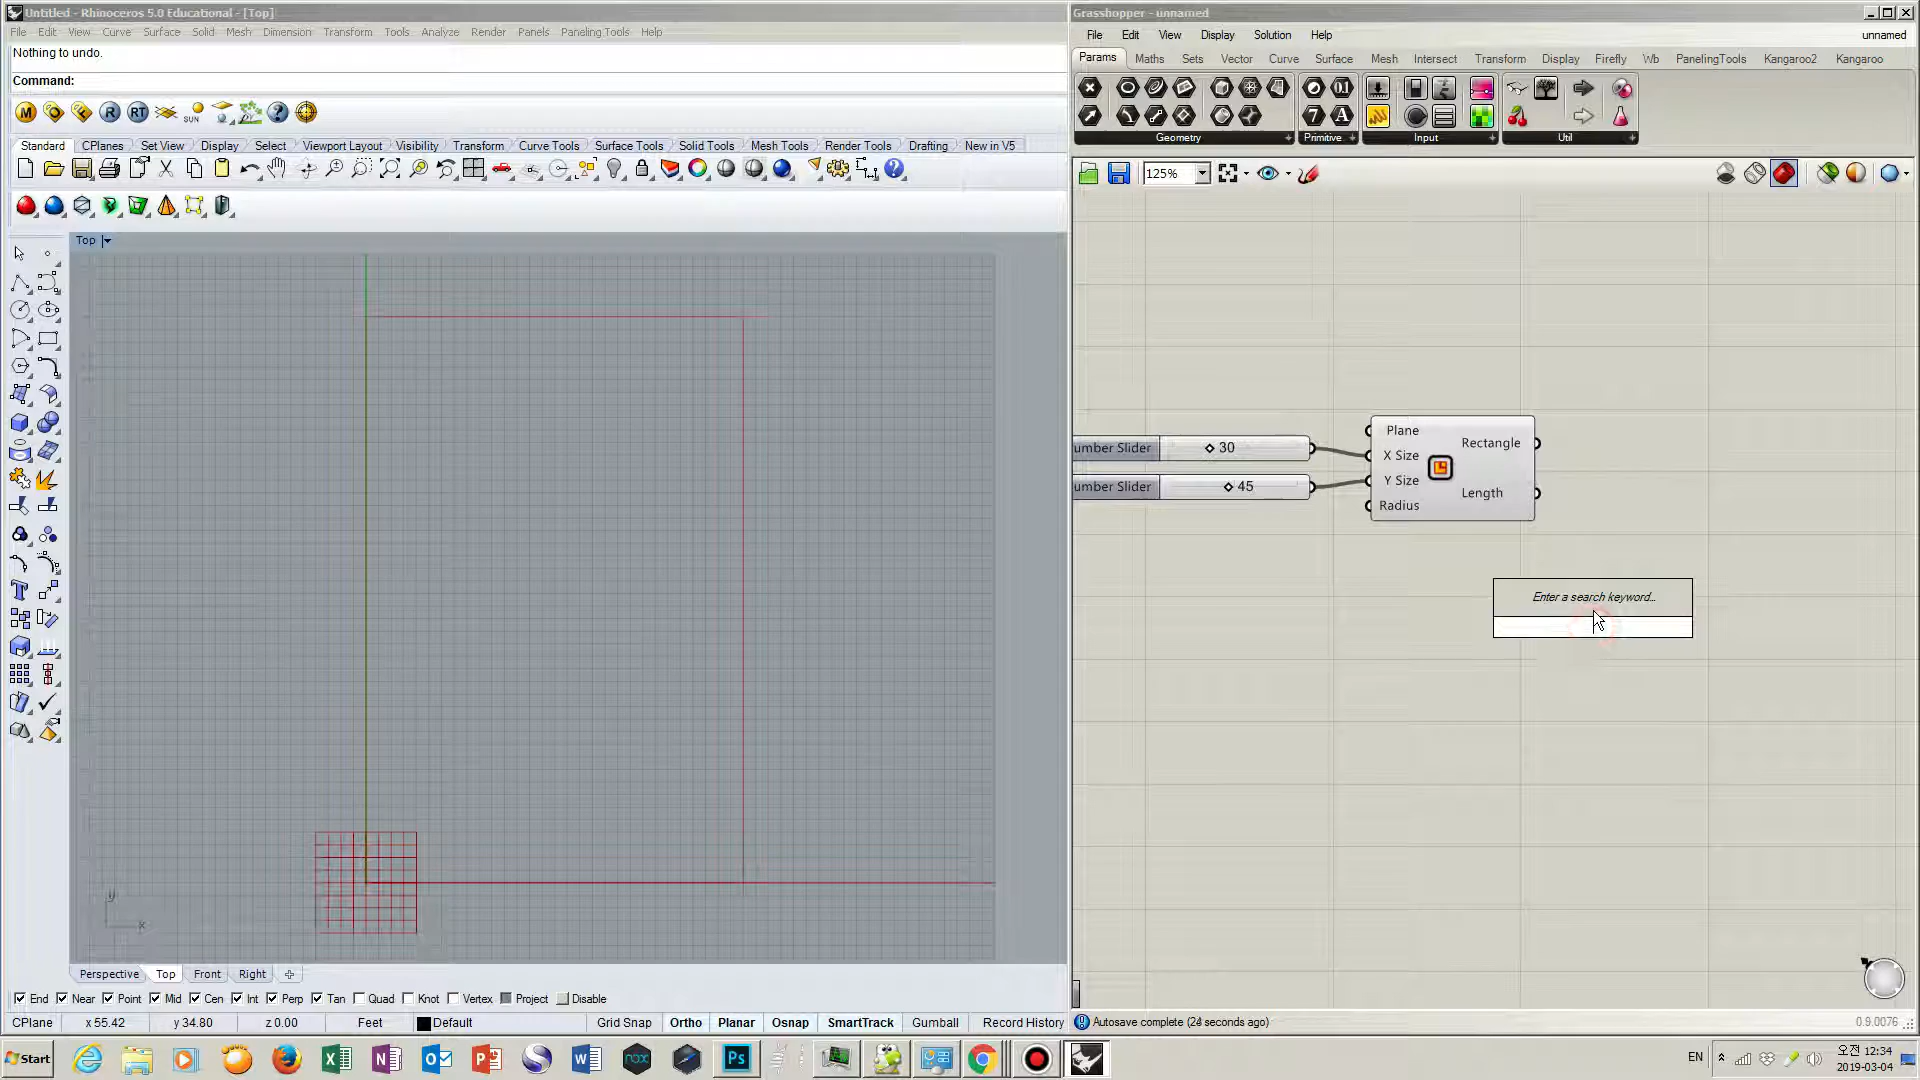 Untitled - Rhinoceros 5.0 Educational - [Top]
File Edit View Curve Surface Solid Mesh Dimension Transform Tools Analyze Render Panels Paneling Tools Help
Nothing to undo.
Command:
M R RT SUN
Standard CPlanes Set View Display Select Viewport Layout Visibility Transform Curve Tools Surface Tools Solid Tools Mesh Tools Render Tools Drafting New in V5
Top
y
x
Perspective Top Front Right
End Near Point Mid Cen Int Perp Tan Quad Knot Vertex Project Disable
CPlane x 55.42 y 34.80 z 0.00 Feet Default Grid Snap Ortho Planar Osnap SmartTrack Gumball Record History
Grasshopper - unnamed
File Edit View Display Solution Help unnamed
Params Maths Sets Vector Curve Surface Mesh Intersect Transform Display Firefly Wb PanelingTools Kangaroo2 Kangaroo
Geometry Primitive Input Util
125%
umber Slider 30
umber Slider 45
Plane
X Size
Y Size
Radius
Rectangle
Length
Enter a search keyword...
Autosave complete (24 seconds ago) 0.9.0076
Start
nox
Ps
EN
오전 12:34
2019-03-04